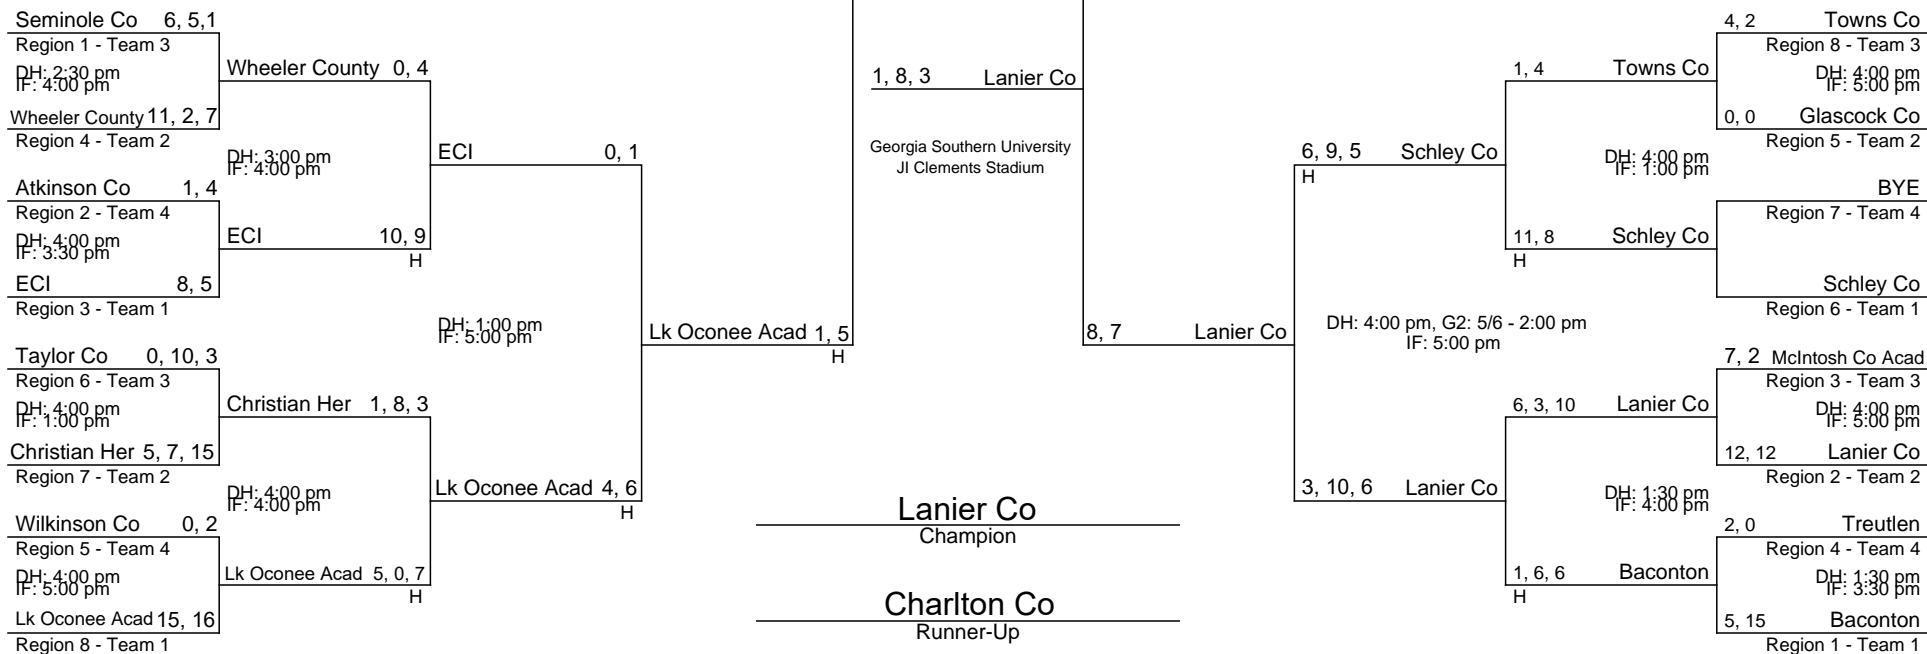 Seminole Co 6, 5,1
Region 1 - Team 3
DH: 2:30 pm
IF: 4:00 pm
Wheeler County 11, 2, 7
Region 4 - Team 2
Atkinson Co 1, 4
Region 2 - Team 4
DH: 4:00 pm
IF: 3:30 pm
ECI 8, 5
Region 3 - Team 1
Taylor Co 0, 10, 3
Region 6 - Team 3
DH: 4:00 pm
IF: 1:00 pm
Christian Her 5, 7, 15
Region 7 - Team 2
Wilkinson Co 0, 2
Region 5 - Team 4
DH: 4:00 pm
IF: 5:00 pm
Lk Oconee Acad 15, 16
Region 8 - Team 1
Wheeler County 0, 4
DH: 3:00 pm
IF: 4:00 pm
ECI 10, 9
H
Christian Her 1, 8, 3
DH: 4:00 pm
IF: 4:00 pm
Lk Oconee Acad 5, 0, 7
H
ECI 0, 1
DH: 1:00 pm
IF: 5:00 pm
Lk Oconee Acad 4, 6
H
Lk Oconee Acad 1, 5
H
1, 8, 3 Lanier Co
Georgia Southern University
JI Clements Stadium
Lanier Co
Champion
Charlton Co
Runner-Up
8, 7 Lanier Co
6, 9, 5 Schley Co
H
DH: 4:00 pm, G2: 5/6 - 2:00 pm
IF: 5:00 pm
3, 10, 6 Lanier Co
1, 4 Towns Co
DH: 4:00 pm
IF: 1:00 pm
11, 8 Schley Co
H
6, 3, 10 Lanier Co
DH: 1:30 pm
IF: 4:00 pm
1, 6, 6 Baconton
H
4, 2 Towns Co
Region 8 - Team 3
DH: 4:00 pm
IF: 5:00 pm
0, 0 Glascock Co
Region 5 - Team 2
BYE
Region 7 - Team 4
Schley Co
Region 6 - Team 1
7, 2 McIntosh Co Acad
Region 3 - Team 3
DH: 4:00 pm
IF: 5:00 pm
12, 12 Lanier Co
Region 2 - Team 2
2, 0 Treutlen
Region 4 - Team 4
DH: 1:30 pm
IF: 3:30 pm
5, 15 Baconton
Region 1 - Team 1